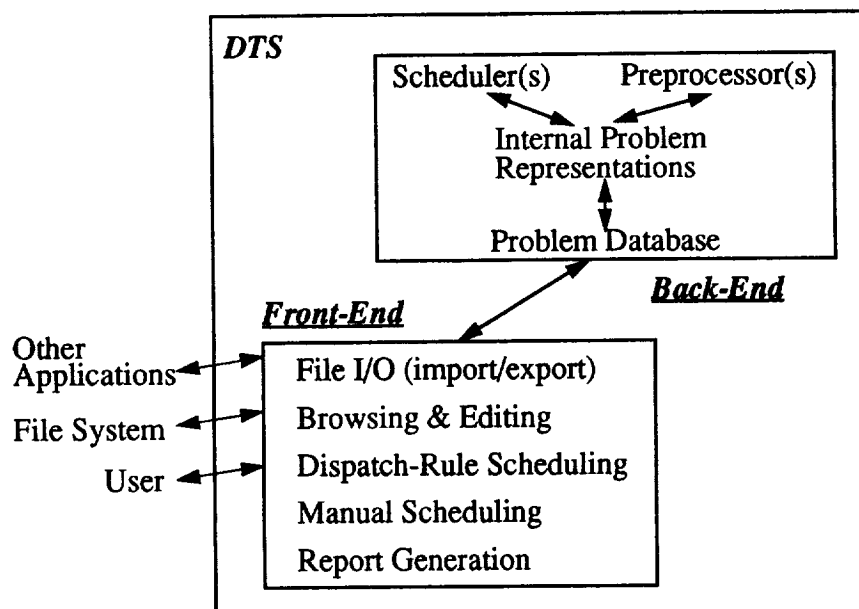 DTS
Scheduler(s) Preprocessor(s)
Internal Problem
Representations
Problem Database
Back-End
Front-End
Other
Applications
File System
User
File I/O (import/export)
Browsing & Editing
Dispatch-Rule Scheduling
Manual Scheduling
Report Generation